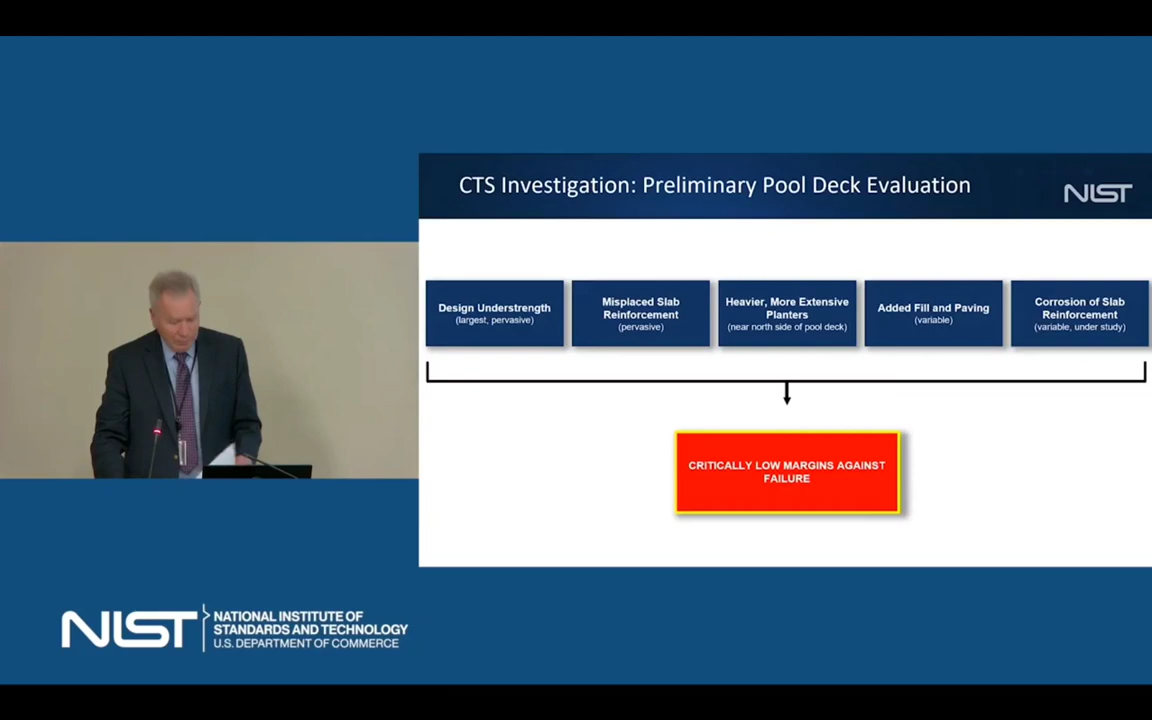 CTS Investigation: Preliminary Pool Deck Evaluation
NIST
Design Understrength
(largest, pervasive)
Misplaced Slab
Reinforcement
(pervasive)
Heavier, More Extensive
Planters
(near north side of pool deck)
Added Fill and Paving
(variable)
Corrosion of Slab
Reinforcement
(variable, under study)
CRITICALLY LOW MARGINS AGAINST
FAILURE
NIST
NATIONAL INSTITUTE OF
STANDARDS AND TECHNOLOGY
U.S. DEPARTMENT OF COMMERCE